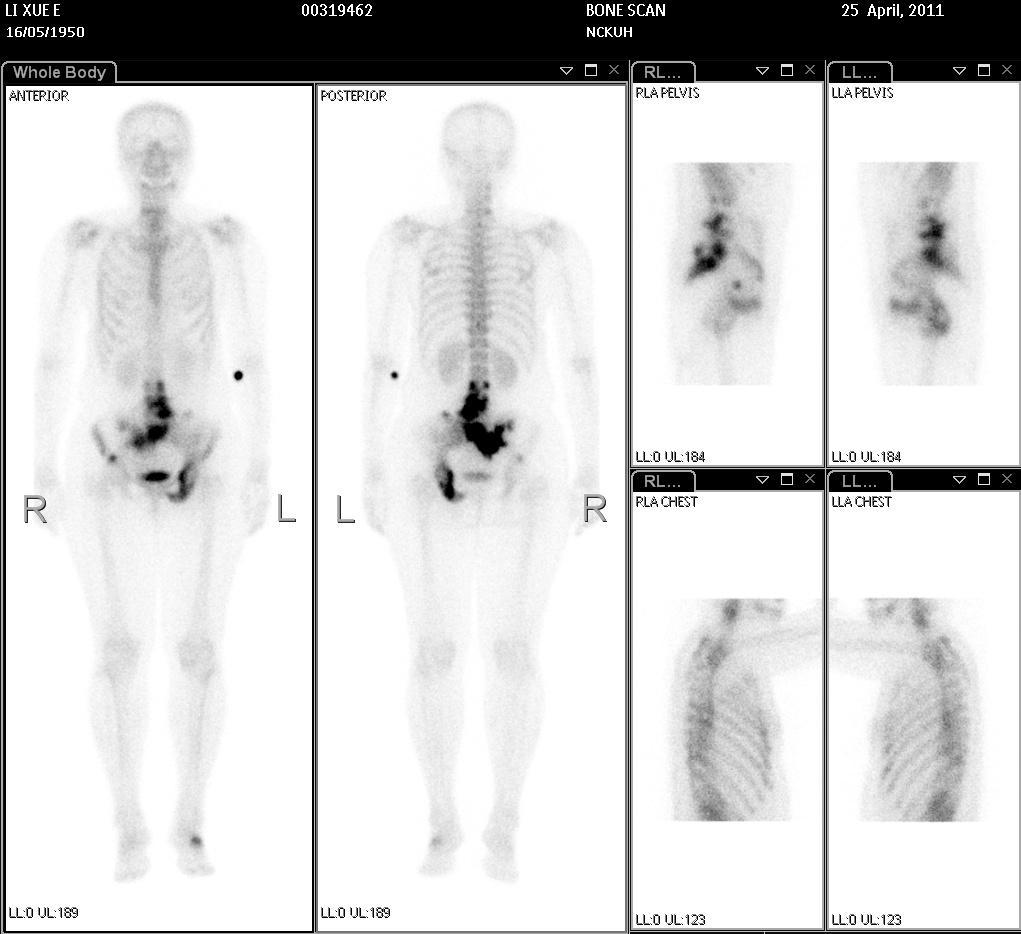 LI XUE E 00319462 BONE SCAN 25 April, 2011
16/05/1950 NCKUH
Whole Body
RL...
LL...
ANTERIOR
POSTERIOR
RLA PELVIS
LLA PELVIS
LL:0 UL:184
LL:0 UL:184
RL...
LL...
RLA CHEST
LLA CHEST
R
L
L
R
LL:0 UL:189
LL:0 UL:189
LL:0 UL:123
LL:0 UL:123